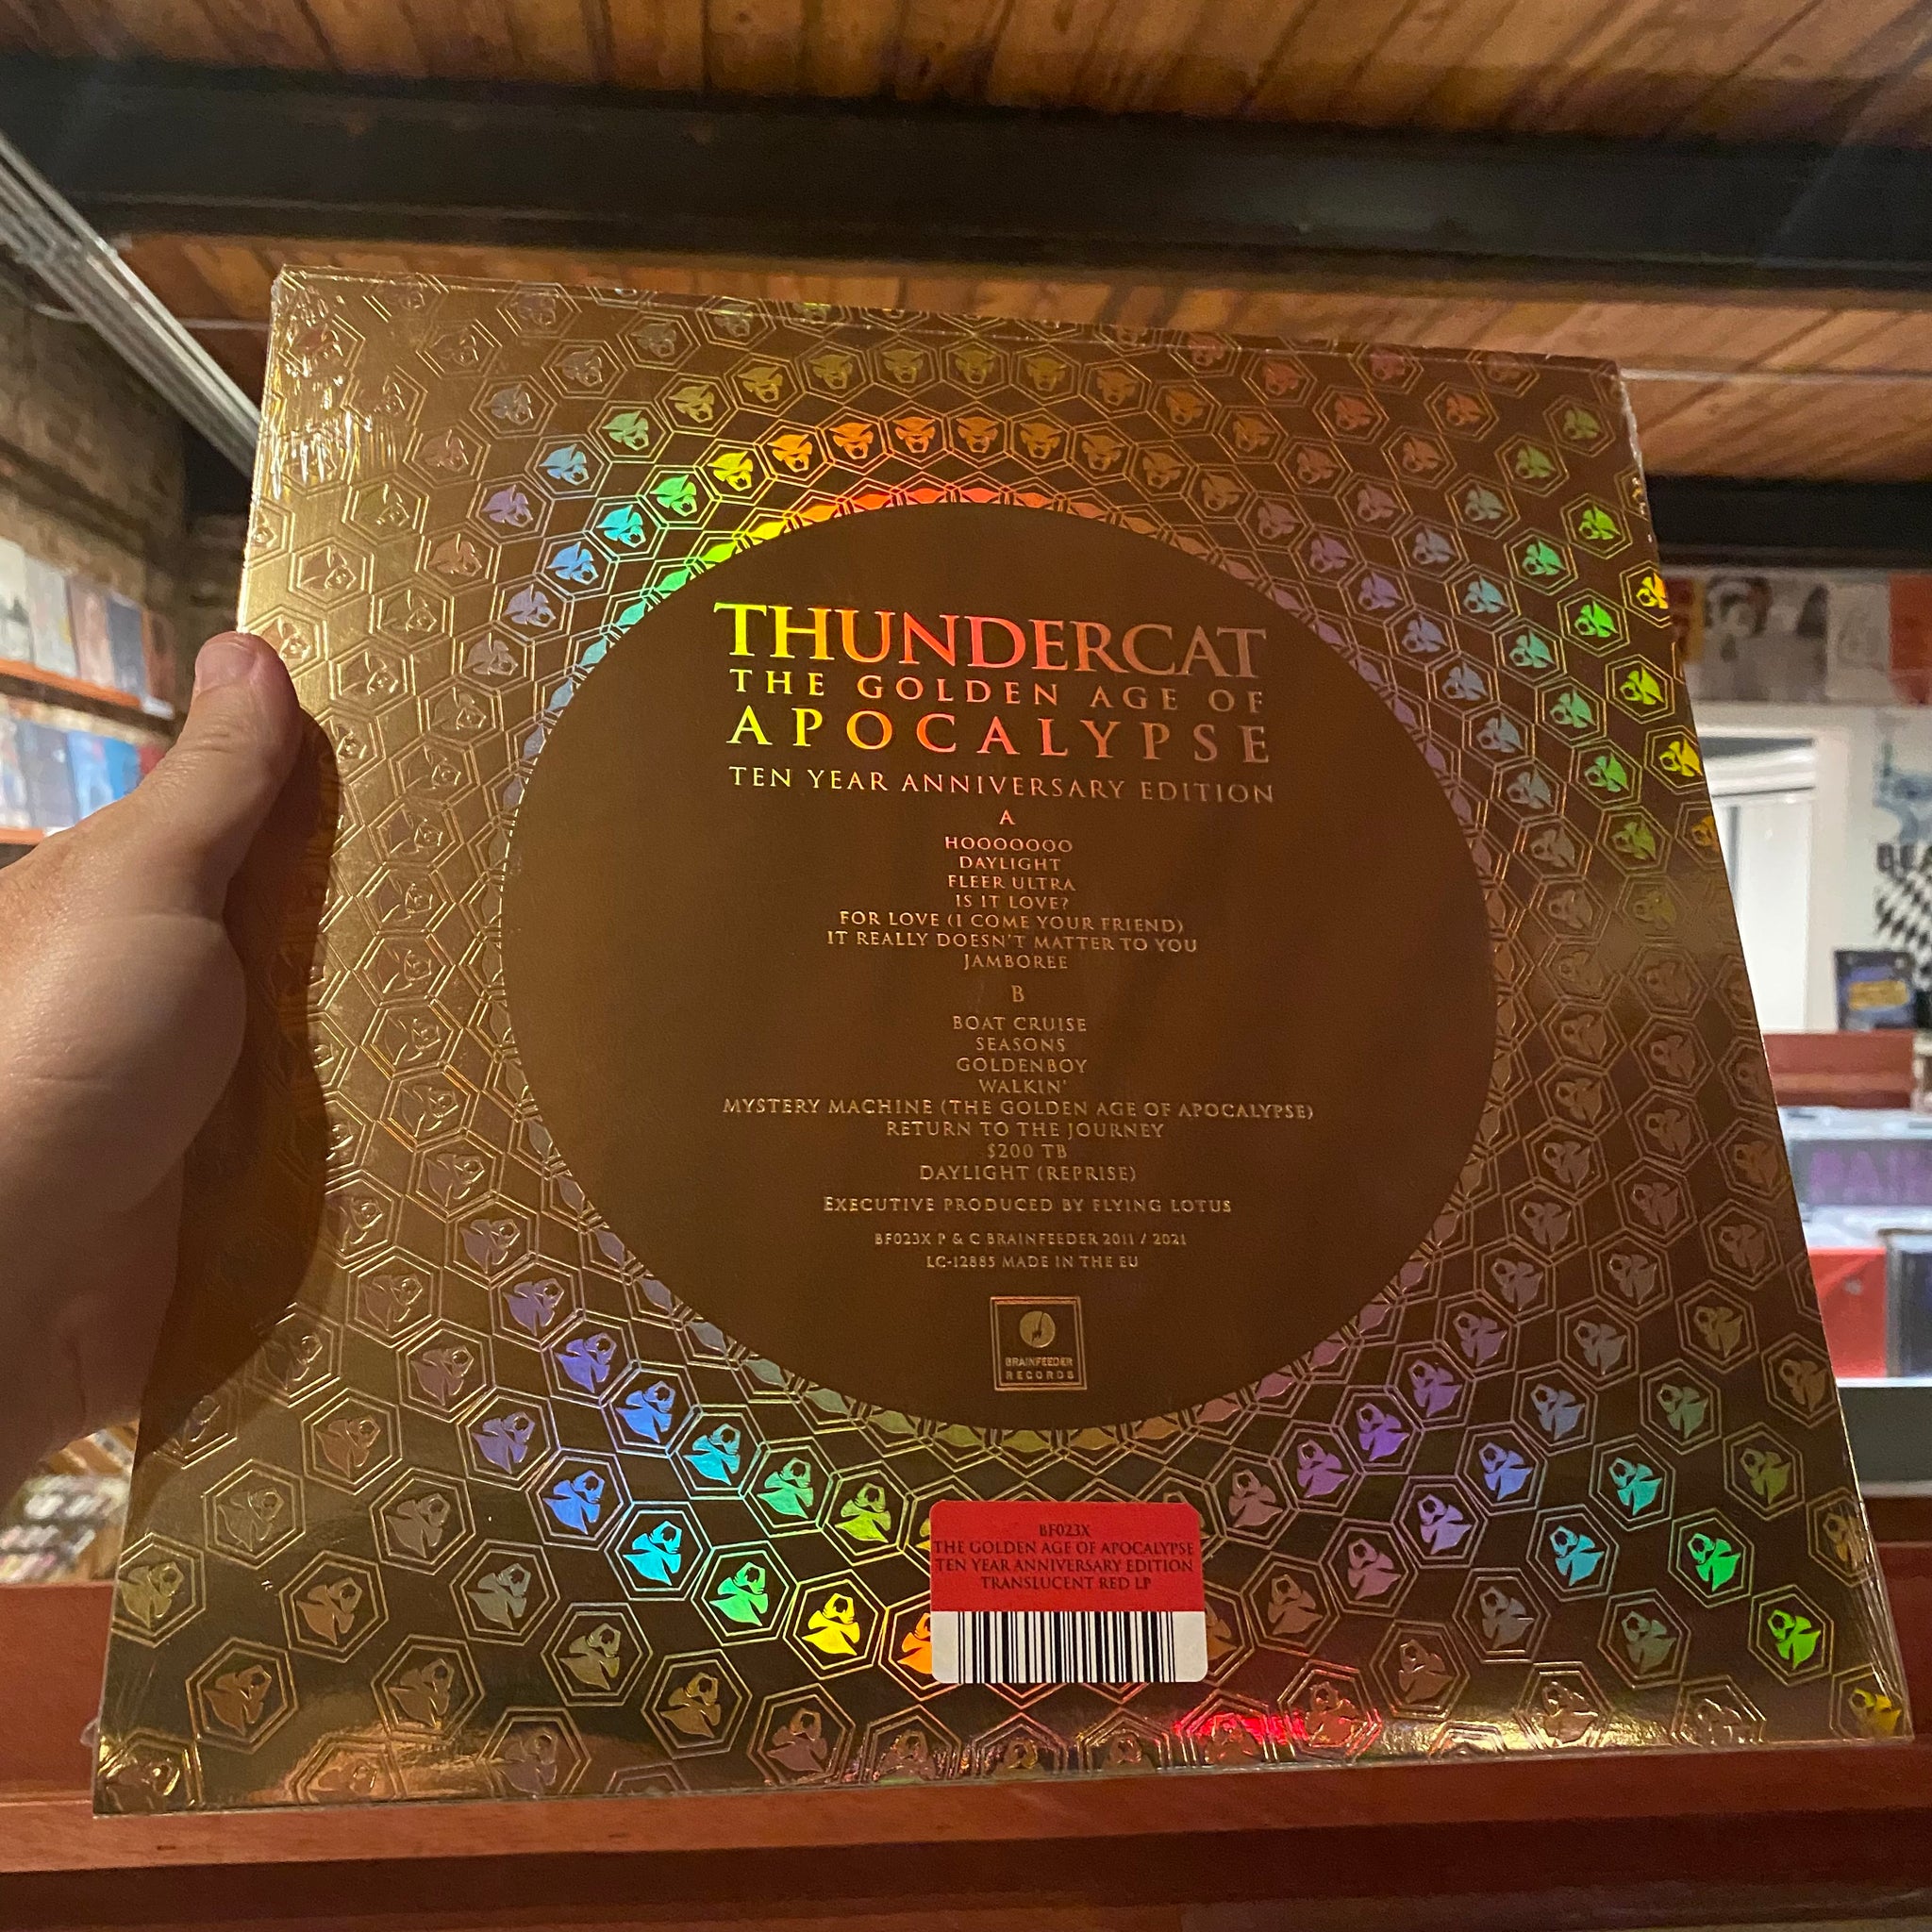 THUNDERCAT
THE GOLDEN AGE OF
APOCALYPSE
TEN YEAR ANNIVERSARY EDITION
A
HOOOOOOO
DAYLIGHT
FLEER ULTRA
IS IT LOVE?
FOR LOVE (I COME YOUR FRIEND)
IT REALLY DOESN'T MATTER TO YOU
JAMBOREE
B
BOAT CRUISE
SEASONS
GOLDENBOY
WALKIN'
MYSTERY MACHINE (THE GOLDEN AGE OF APOCALYPSE)
RETURN TO THE JOURNEY
$200 TB
DAYLIGHT (REPRISE)
EXECUTIVE PRODUCED BY FLYING LOTUS
BF023X P & C BRAINFEEDER 2011 / 2021
LC-12885 MADE IN THE EU
BRAINFEEDER
RECORDS
BF023X
THE GOLDEN AGE OF APOCALYPSE
TEN YEAR ANNIVERSARY EDITION
TRANSLUCENT RED LP